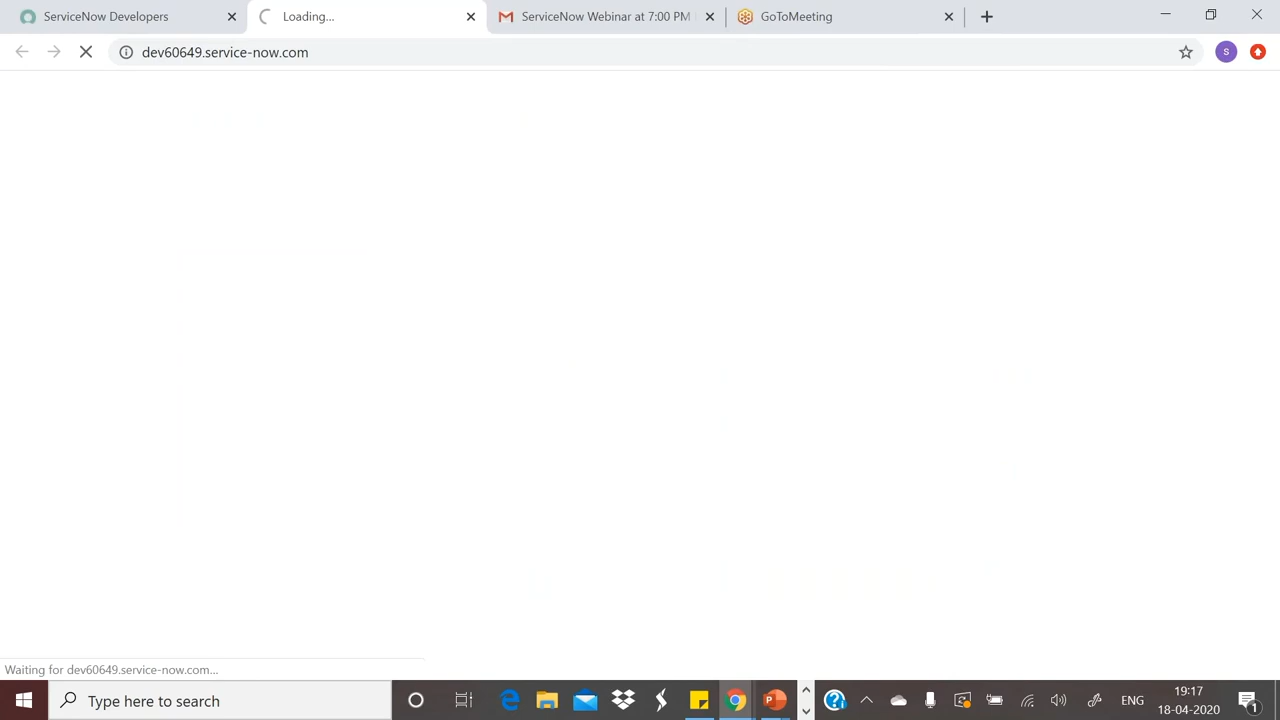 ServiceNow Developers
Loading...
ServiceNow Webinar at 7:00 PM
GoToMeeting
dev60649.service-now.com
S
Waiting for dev60649.service-now.com...
Type here to search
ENG
19:17
18-04-2020
1